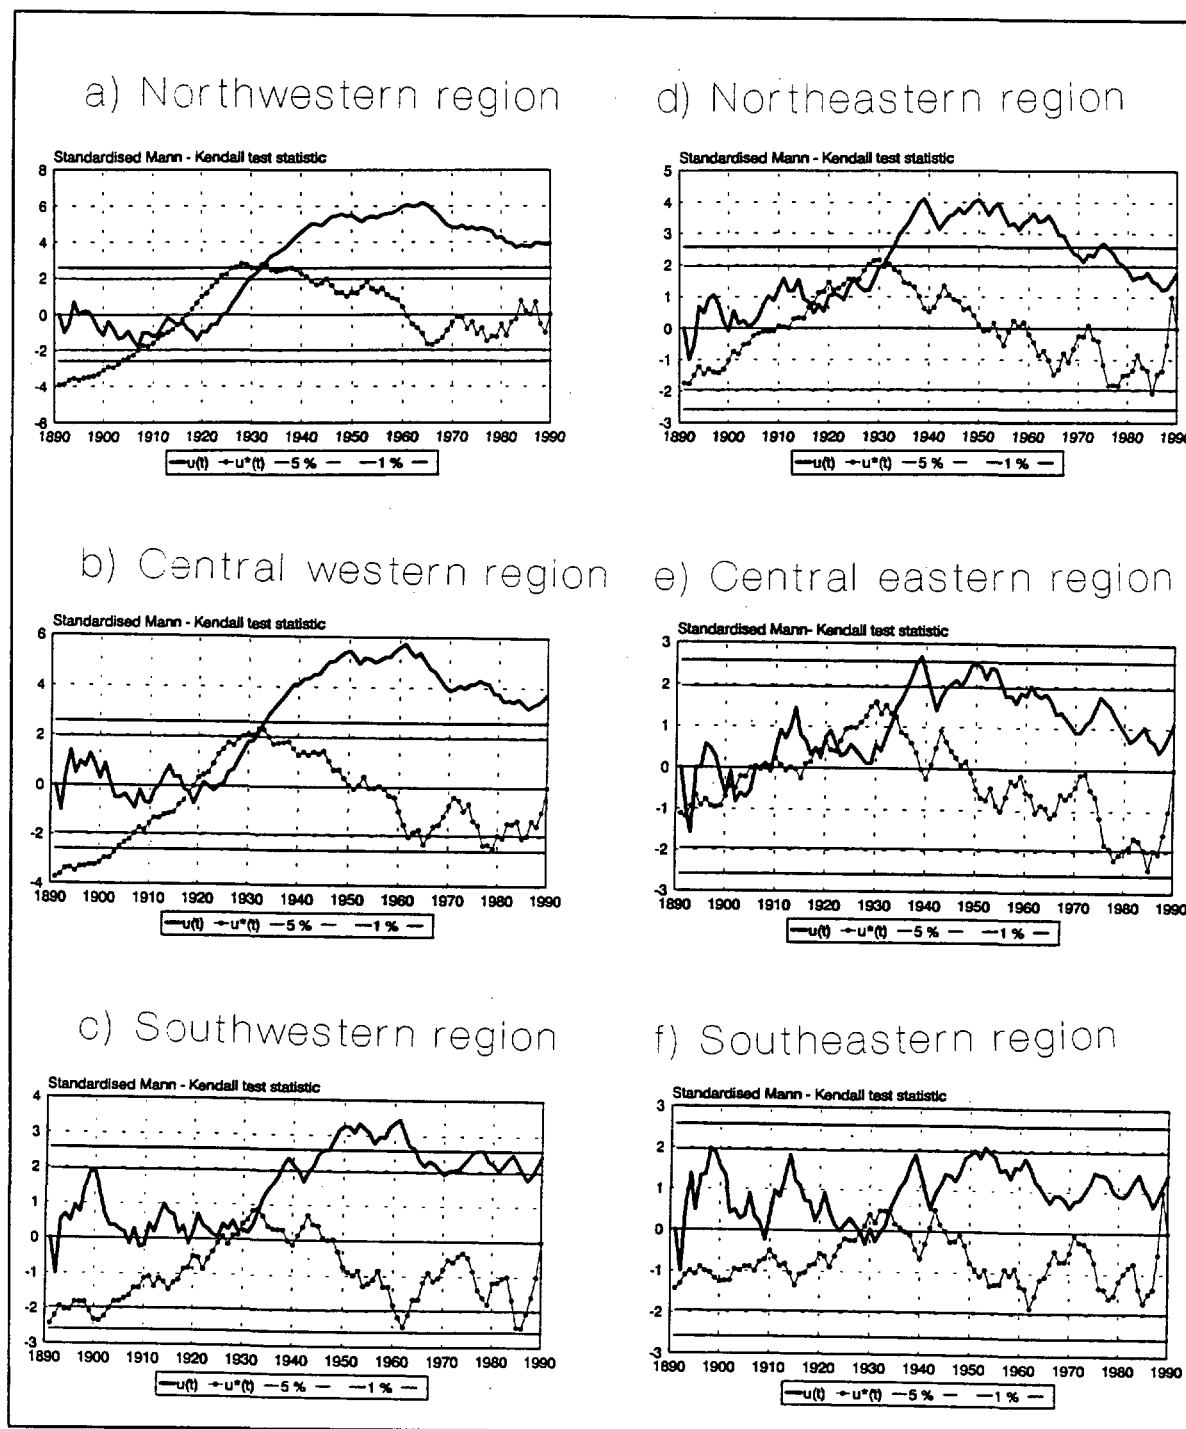 a) Northwestern region
Standardised Mann - Kendall test statistic
8
6
4
2
0
-2
-4
-6
1890 1900 1910 1920 1930 1940 1950 1960 1970 1980 1990
u(t) u*(t) 5 % 1 %
b) Central western region
Standardised Mann - Kendall test statistic
6
4
2
0
-2
-4
1890 1900 1910 1920 1930 1940 1950 1960 1970 1980 1990
u(t) u*(t) 5 % 1 %
c) Southwestern region
Standardised Mann - Kendall test statistic
4
3
2
1
0
-1
-2
-3
1890 1900 1910 1920 1930 1940 1950 1960 1970 1980 1990
u(t) u*(t) 5 % 1 %
d) Northeastern region
Standardised Mann - Kendall test statistic
5
4
3
2
1
0
-1
-2
-3
1890 1900 1910 1920 1930 1940 1950 1960 1970 1980 1990
u(t) u*(t) 5 % 1 %
e) Central eastern region
Standardised Mann- Kendall test statistic
3
2
1
0
-1
-2
-3
1890 1900 1910 1920 1930 1940 1950 1960 1970 1980 1990
u(t) u*(t) 5 % 1 %
f) Southeastern region
Standardised Mann - Kendall test statistic
3
2
1
0
-1
-2
-3
1890 1900 1910 1920 1930 1940 1950 1960 1970 1980 1990
u(t) u*(t) 5 % 1 %